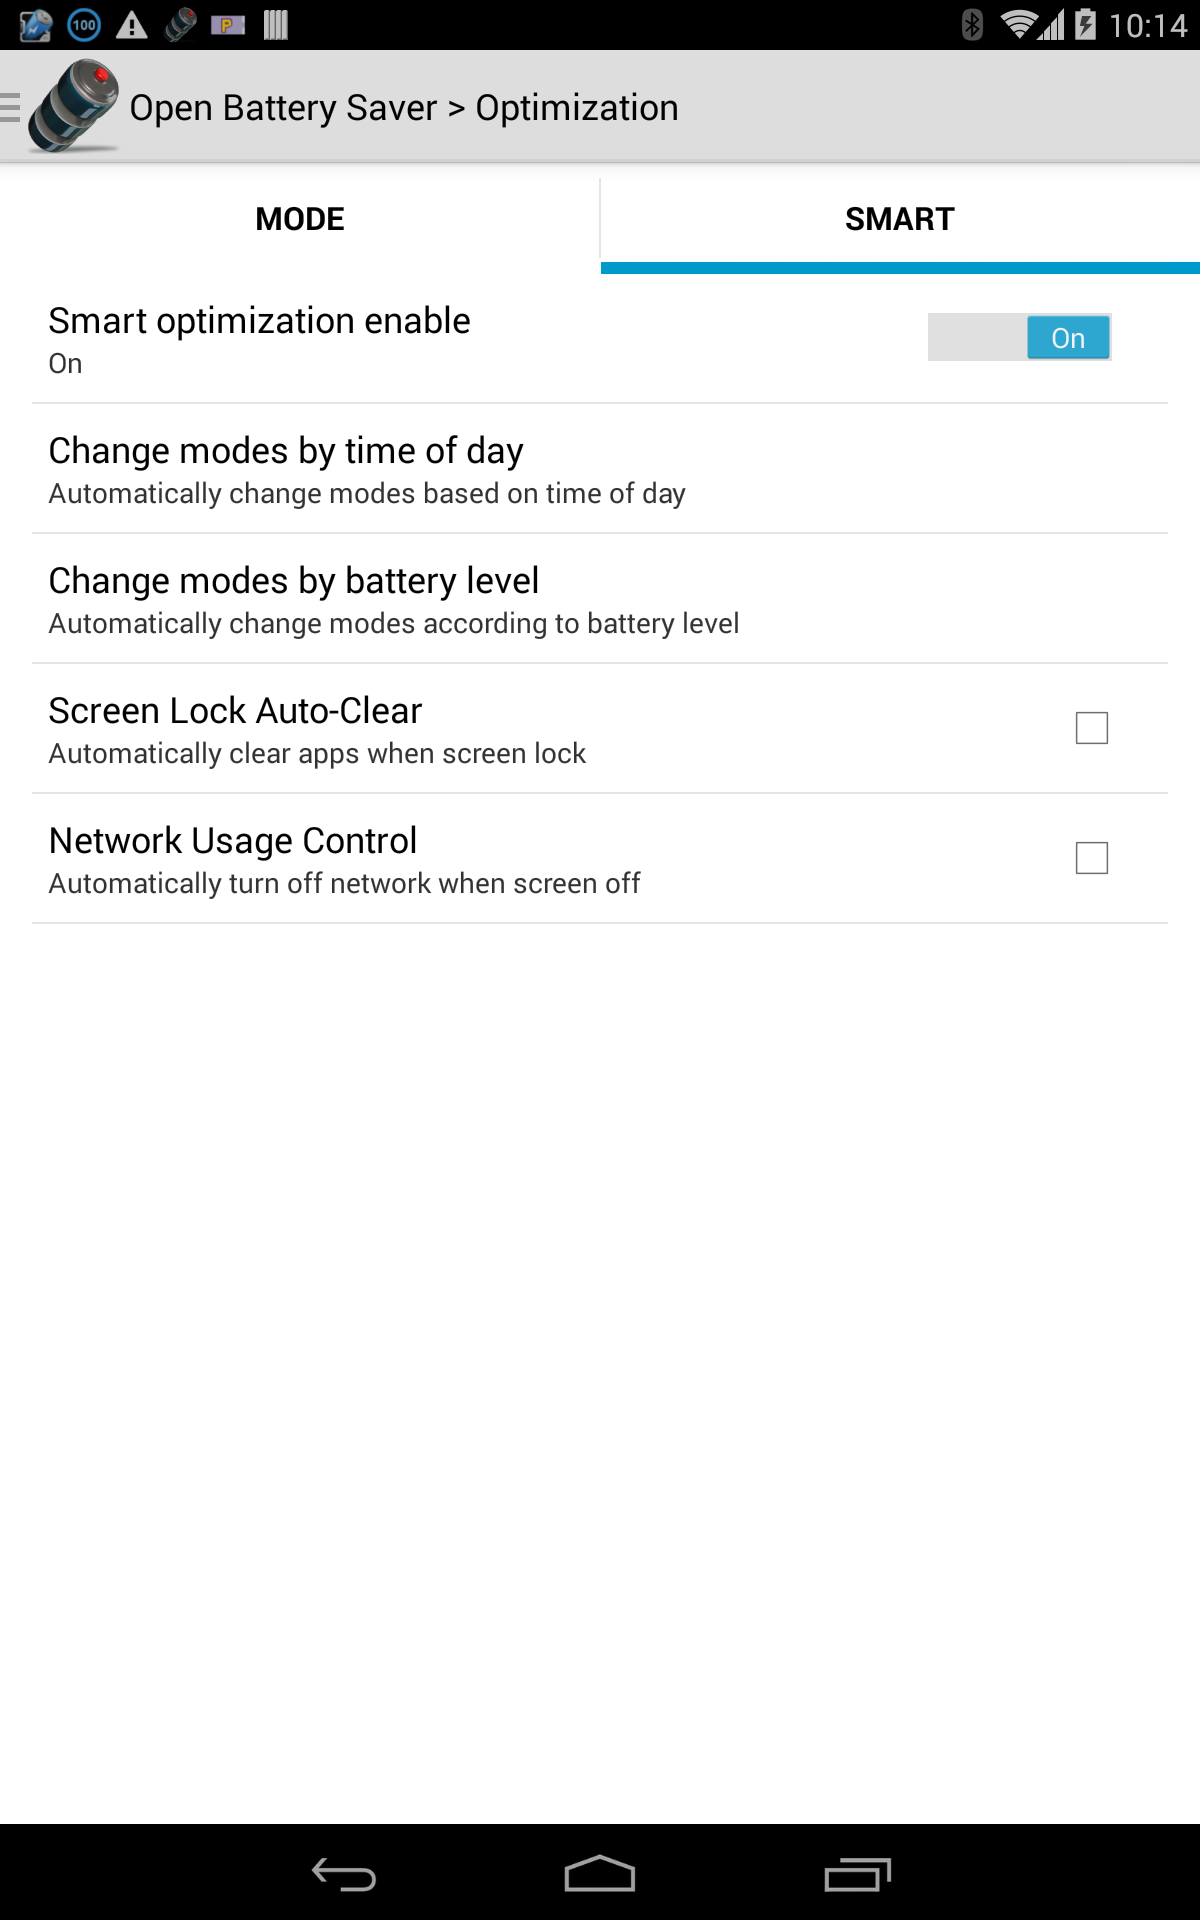 100
P
10:14
Open Battery Saver > Optimization
MODE
SMART
Smart optimization enable
On
On
Change modes by time of day
Automatically change modes based on time of day
Change modes by battery level
Automatically change modes according to battery level
Screen Lock Auto-Clear
Automatically clear apps when screen lock
Network Usage Control
Automatically turn off network when screen off